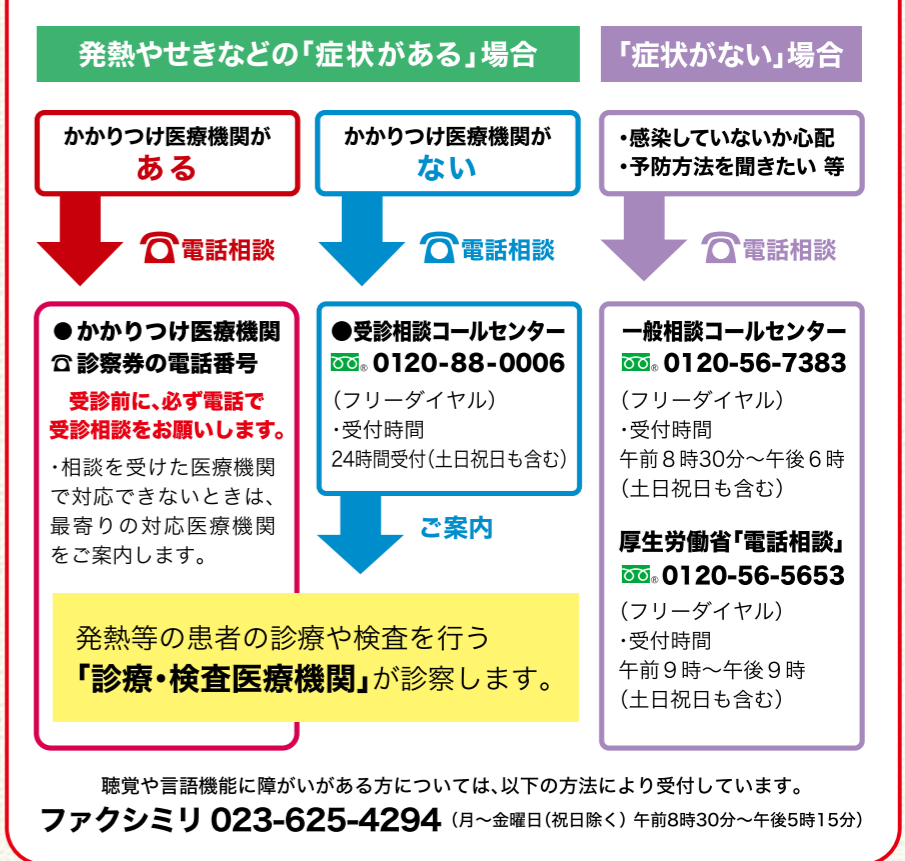 発熱やせきなどの「症状がある」場合
かかりつけ医療機関が
ある
☎電話相談
●かかりつけ医療機関
☎診察券の電話番号
受診前に、必ず電話で
受診相談をお願いします。
・相談を受けた医療機関
で対応できないときは、
最寄りの対応医療機関
をご案内します。
かかりつけ医療機関が
ない
☎電話相談
●受診相談コールセンター
® 0120-88-0006
（フリーダイヤル）
・受付時間
24時間受付（土日祝日も含む）
ご案内
発熱等の患者の診療や検査を行う
「診療・検査医療機関」が診察します。
「症状がない」場合
・感染していないか心配
・予防方法を聞きたい 等
☎電話相談
一般相談コールセンター
® 0120-56-7383
（フリーダイヤル）
・受付時間
午前８時30分～午後６時
（土日祝日も含む）
厚生労働省「電話相談」
® 0120-56-5653
（フリーダイヤル）
・受付時間
午前９時～午後９時
（土日祝日も含む）
聴覚や言語機能に障がいがある方については、以下の方法により受付しています。
ファクシミリ 023-625-4294（月～金曜日（祝日除く） 午前8時30分～午後5時15分）